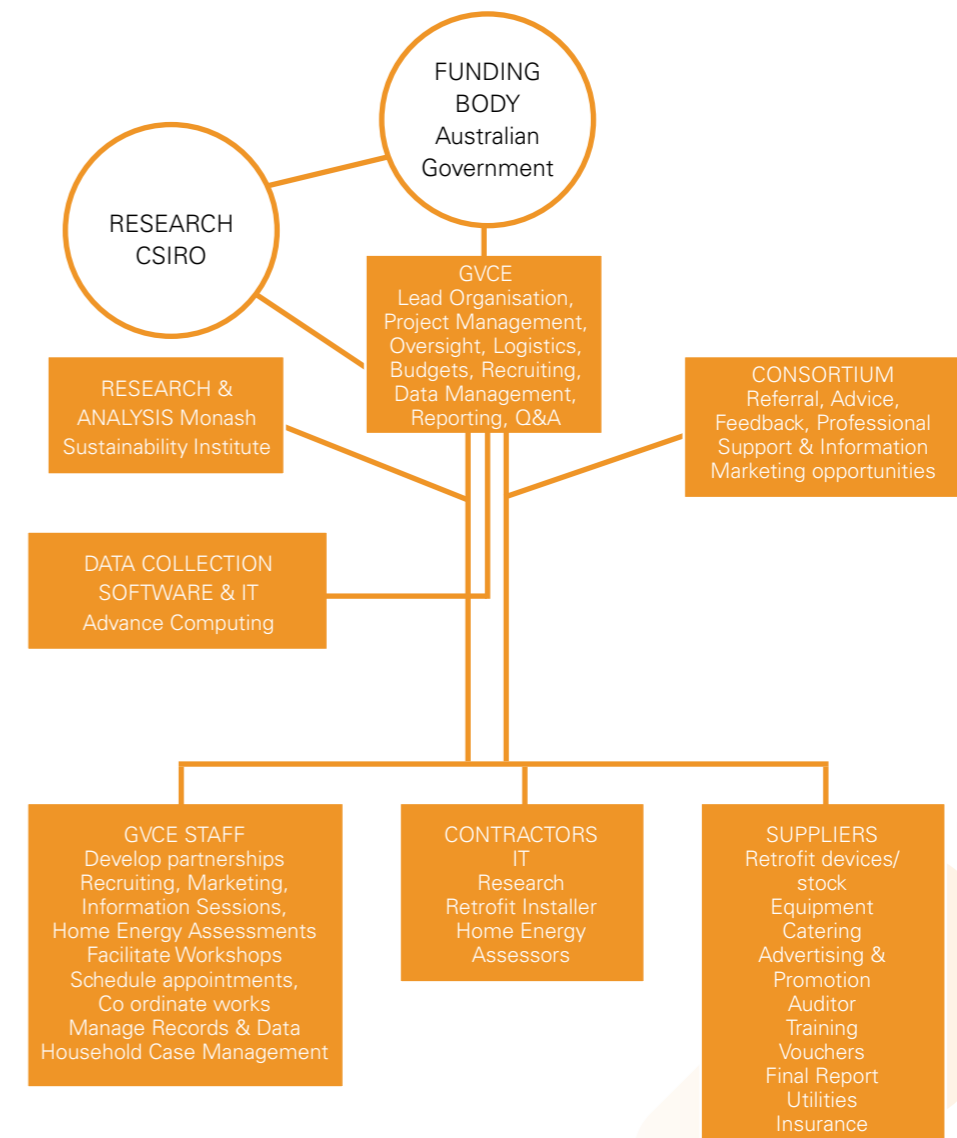 FUNDING
BODY
Australian
Government
RESEARCH
CSIRO
GVCE
Lead Organisation,
Project Management,
Oversight, Logistics,
Budgets, Recruiting,
Data Management,
Reporting, Q&A
RESEARCH &
ANALYSIS Monash
Sustainability Institute
CONSORTIUM
Referral, Advice,
Feedback, Professional
Support & Information
Marketing opportunities
DATA COLLECTION
SOFTWARE & IT
Advance Computing
GVCE STAFF
Develop partnerships
Recruiting, Marketing,
Information Sessions,
Home Energy Assessments
Facilitate Workshops
Schedule appointments,
Co ordinate works
Manage Records & Data
Household Case Management
CONTRACTORS
IT
Research
Retrofit Installer
Home Energy
Assessors
SUPPLIERS
Retrofit devices/
stock
Equipment
Catering
Advertising &
Promotion
Auditor
Training
Vouchers
Final Report
Utilities
Insurance